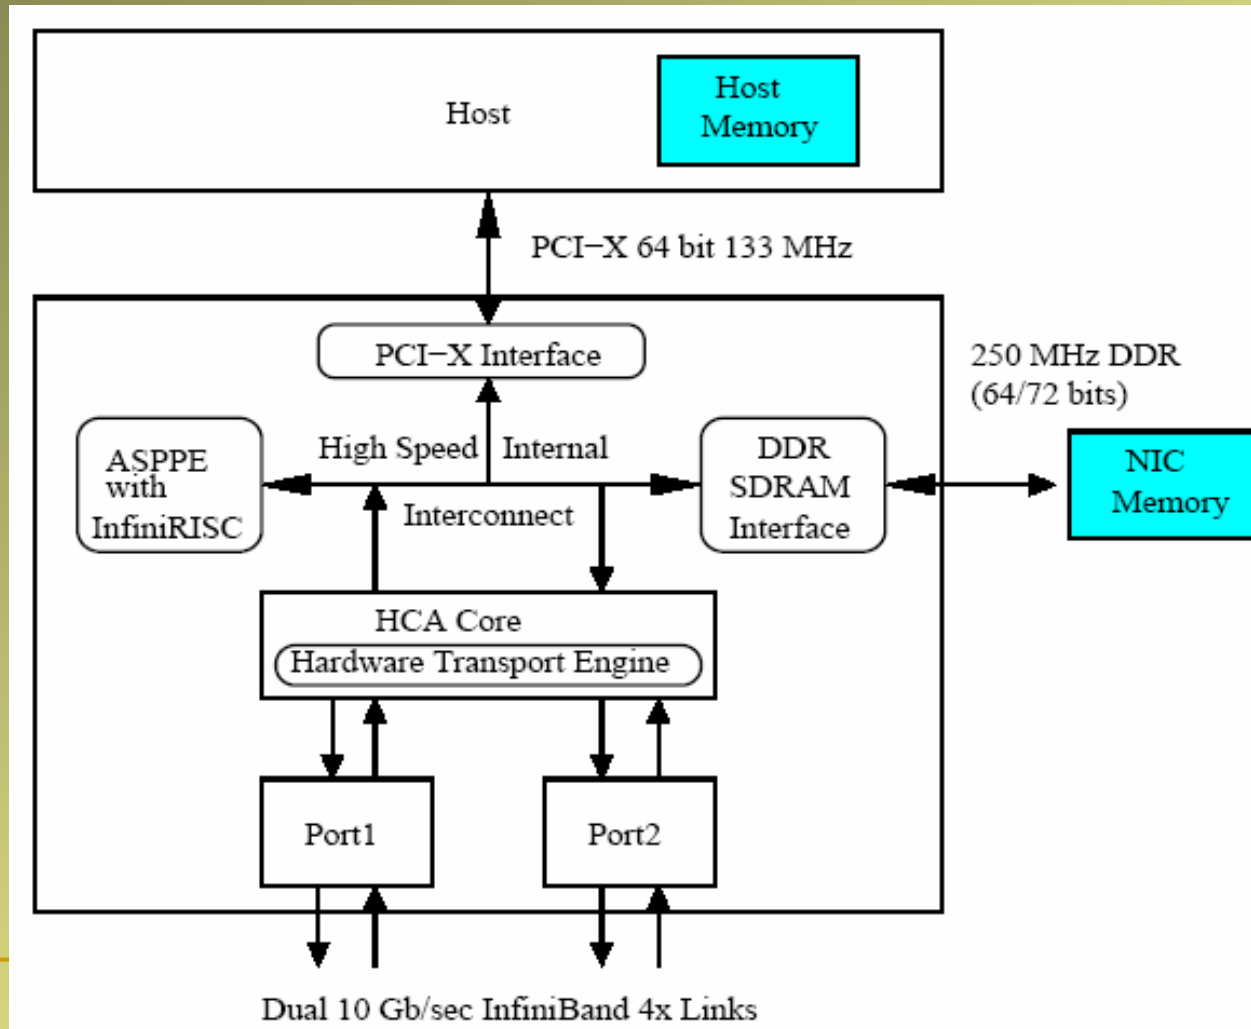 Host
Host
Memory
PCI−X 64 bit 133 MHz
PCI−X Interface
250 MHz DDR
(64/72 bits)
ASPPE
with
InfiniRISC
High Speed Internal
Interconnect
DDR
SDRAM
Interface
NIC
Memory
HCA Core
Hardware Transport Engine
Port1
Port2
Dual 10 Gb/sec InfiniBand 4x Links